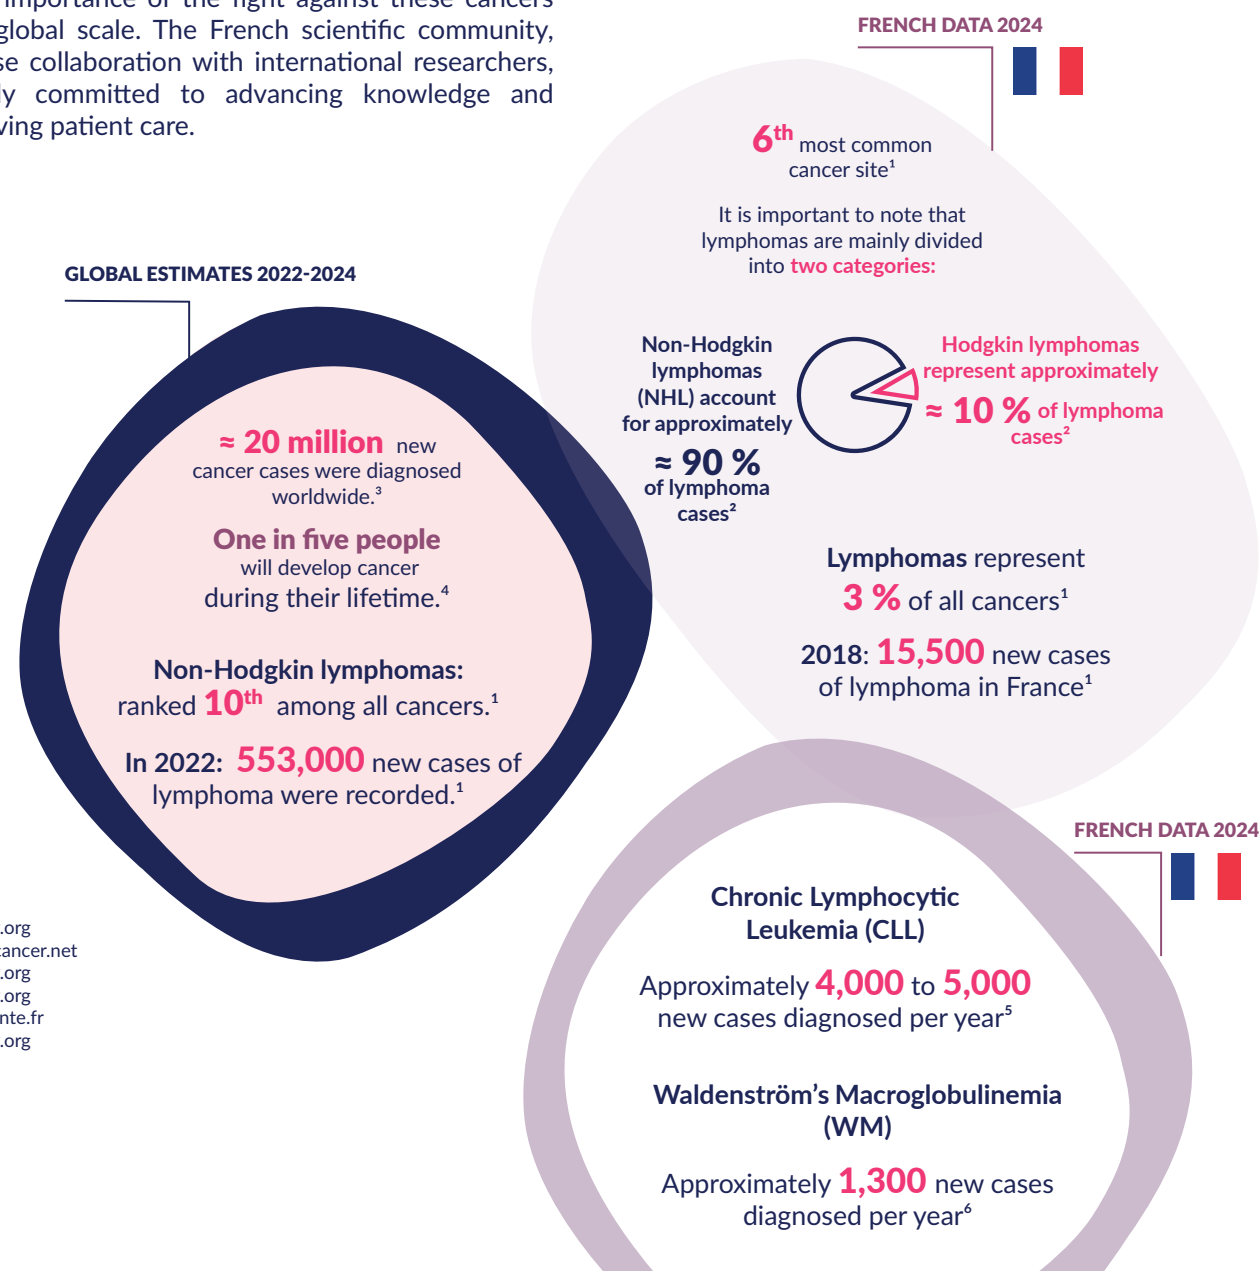 importance of the fight against these cancers
global scale. The French scientific community,
collaboration with international researchers,
committed to advancing knowledge and
patient care.
FRENCH DATA 2024
6th most common
cancer site¹
It is important to note that
lymphomas are mainly divided
into two categories:
Non-Hodgkin
lymphomas
(NHL) account
for approximately
≈ 90 %
of lymphoma
cases²
Hodgkin lymphomas
represent approximately
≈ 10 % of lymphoma
cases²
Lymphomas represent
3 % of all cancers¹
2018: 15,500 new cases
of lymphoma in France¹
GLOBAL ESTIMATES 2022-2024
≈ 20 million new
cancer cases were diagnosed
worldwide.³
One in five people
will develop cancer
during their lifetime.⁴
Non-Hodgkin lymphomas:
ranked 10th among all cancers.¹
In 2022: 553,000 new cases of
lymphoma were recorded.¹
FRENCH DATA 2024
Chronic Lymphocytic
Leukemia (CLL)
Approximately 4,000 to 5,000
new cases diagnosed per year⁵
Waldenström’s Macroglobulinemia
(WM)
Approximately 1,300 new cases
diagnosed per year⁶
.org
cancer.net
.org
.org
nte.fr
.org